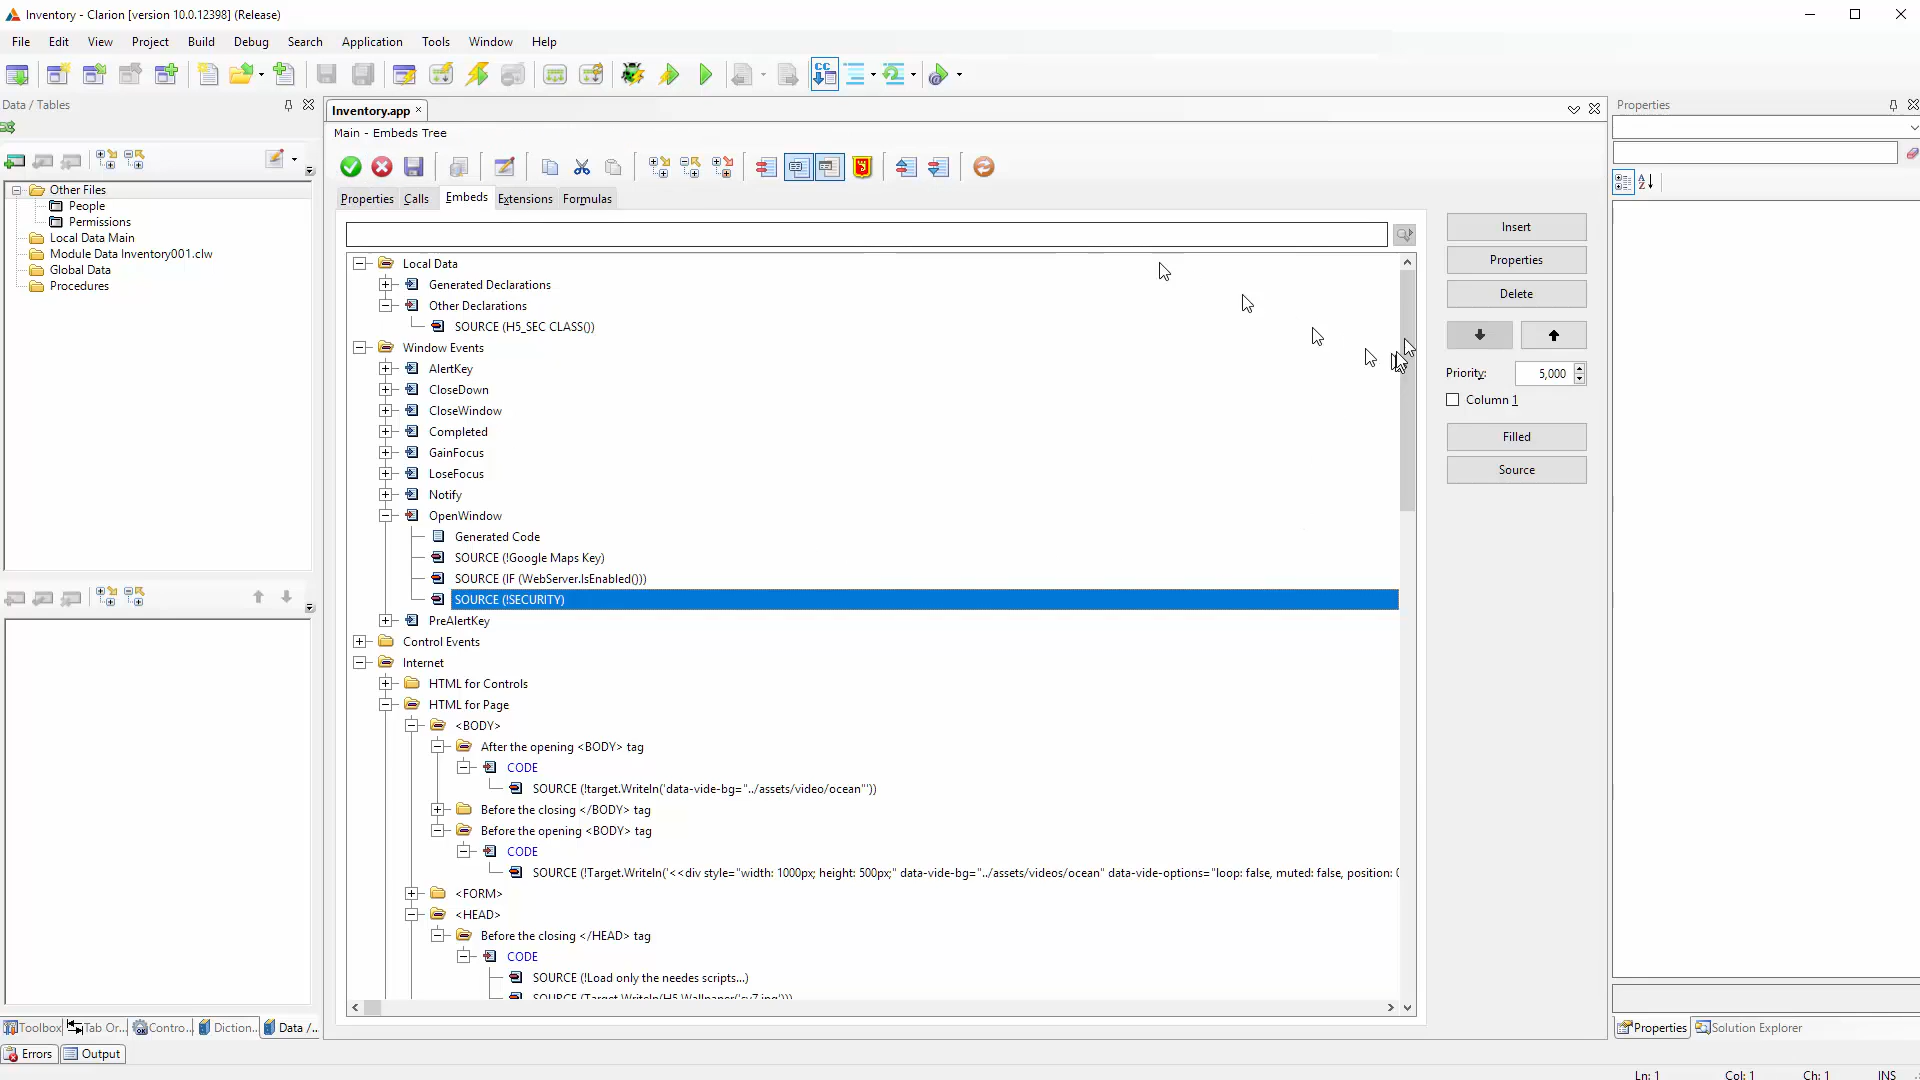 Inventory - Clarion [version 10.0.12398] (Release)
File Edit View Project Build Debug Search Application Tools Window Help
CC
Data / Tables
Other Files
People
Permissions
Local Data Main
Module Data Inventory001.clw
Global Data
Procedures
Toolbox Tab Or... Contro... Diction... Data /...
Errors Output
Inventory.app
Main - Embeds Tree
Properties Calls Embeds Extensions Formulas
Local Data
Generated Declarations
Other Declarations
SOURCE (H5_SEC CLASS())
Window Events
AlertKey
CloseDown
CloseWindow
Completed
GainFocus
LoseFocus
Notify
OpenWindow
Generated Code
SOURCE (!Google Maps Key)
SOURCE (IF (WebServer.IsEnabled()))
SOURCE (!SECURITY)
PreAlertKey
Control Events
Internet
HTML for Controls
HTML for Page
<BODY>
After the opening <BODY> tag
CODE
SOURCE (!target.Writeln('data-vide-bg="../assets/video/ocean"'))
Before the closing </BODY> tag
Before the opening <BODY> tag
CODE
SOURCE (!Target.Writeln('<<div style="width: 1000px; height: 500px;" data-vide-bg="../assets/videos/ocean" data-vide-options="loop: false, muted: false, position: 0
<FORM>
<HEAD>
Before the closing </HEAD> tag
CODE
SOURCE (!Load only the needes scripts...)
SOURCE (Target.Writeln(H5.Wallpaper('sv7.jpg')))
Insert
Properties
Delete
Priority: 5,000
Column 1
Filled
Source
Properties
Properties Solution Explorer
Ln: 1 Col: 1 Ch: 1 INS